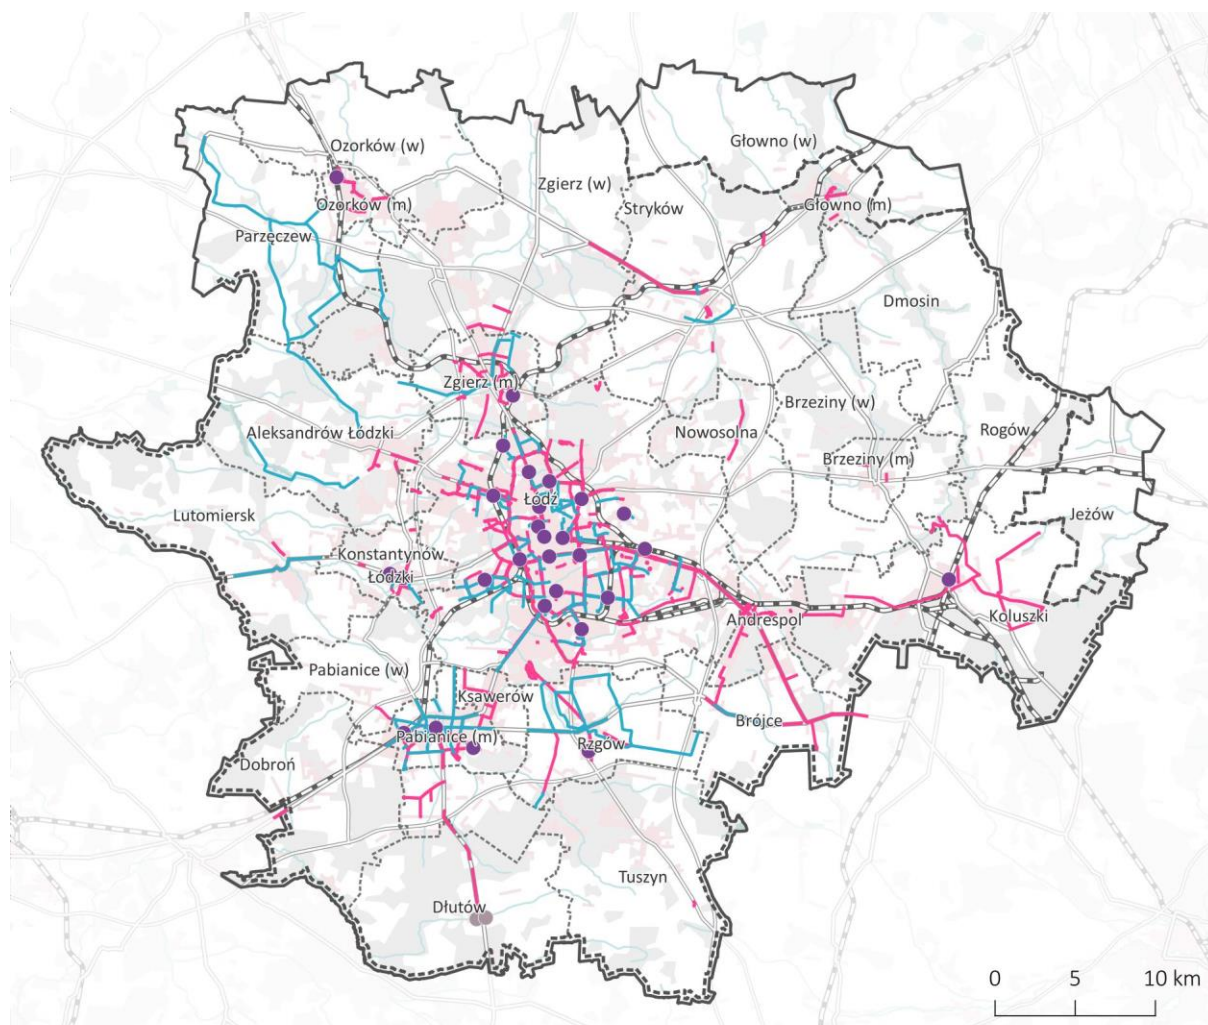 Ozorków (w)
Głowno (w)
Zgierz (w)
Stryków
Ozorków (m)
Głowno (m)
Parzęczew
Dmosin
Zgierz (m)
Brzeziny (w)
Aleksandrów Łódzki
Nowosolna
Rogów
Brzeziny (m)
Łódź
Lutomiersk
Jeżów
Konstantynów
Łódzki
Andrespol
Koluszki
Pabianice (w)
Ksawerów
Brójce
Pabianice (m)
Rzgów
Dobroń
Tuszyn
Dłutów
0 5 10 km